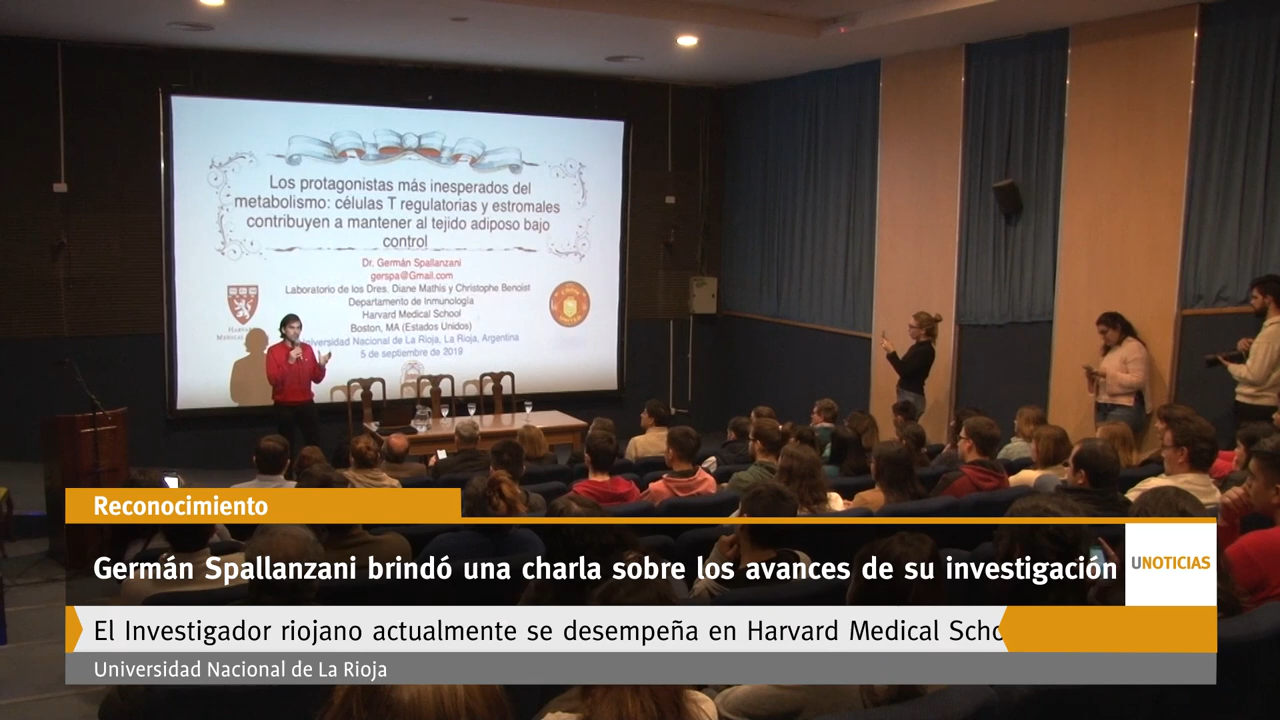 Los protagonistas más inesperados del
metabolismo: células T regulatorias y estromales
contribuyen a mantener al tejido adiposo bajo
control
Dr. Germán Spallanzani
gerspa@Gmail.com
Laboratorio de los Dres. Diane Mathis y Christophe Benoist
Departamento de Inmunología
Harvard Medical School
Boston, MA (Estados Unidos)
Universidad Nacional de La Rioja, La Rioja, Argentina
5 de septiembre de 2019
Reconocimiento
Germán Spallanzani brindó una charla sobre los avances de su investigación
UNOTICIAS
El Investigador riojano actualmente se desempeña en Harvard Medical Scho
Universidad Nacional de La Rioja